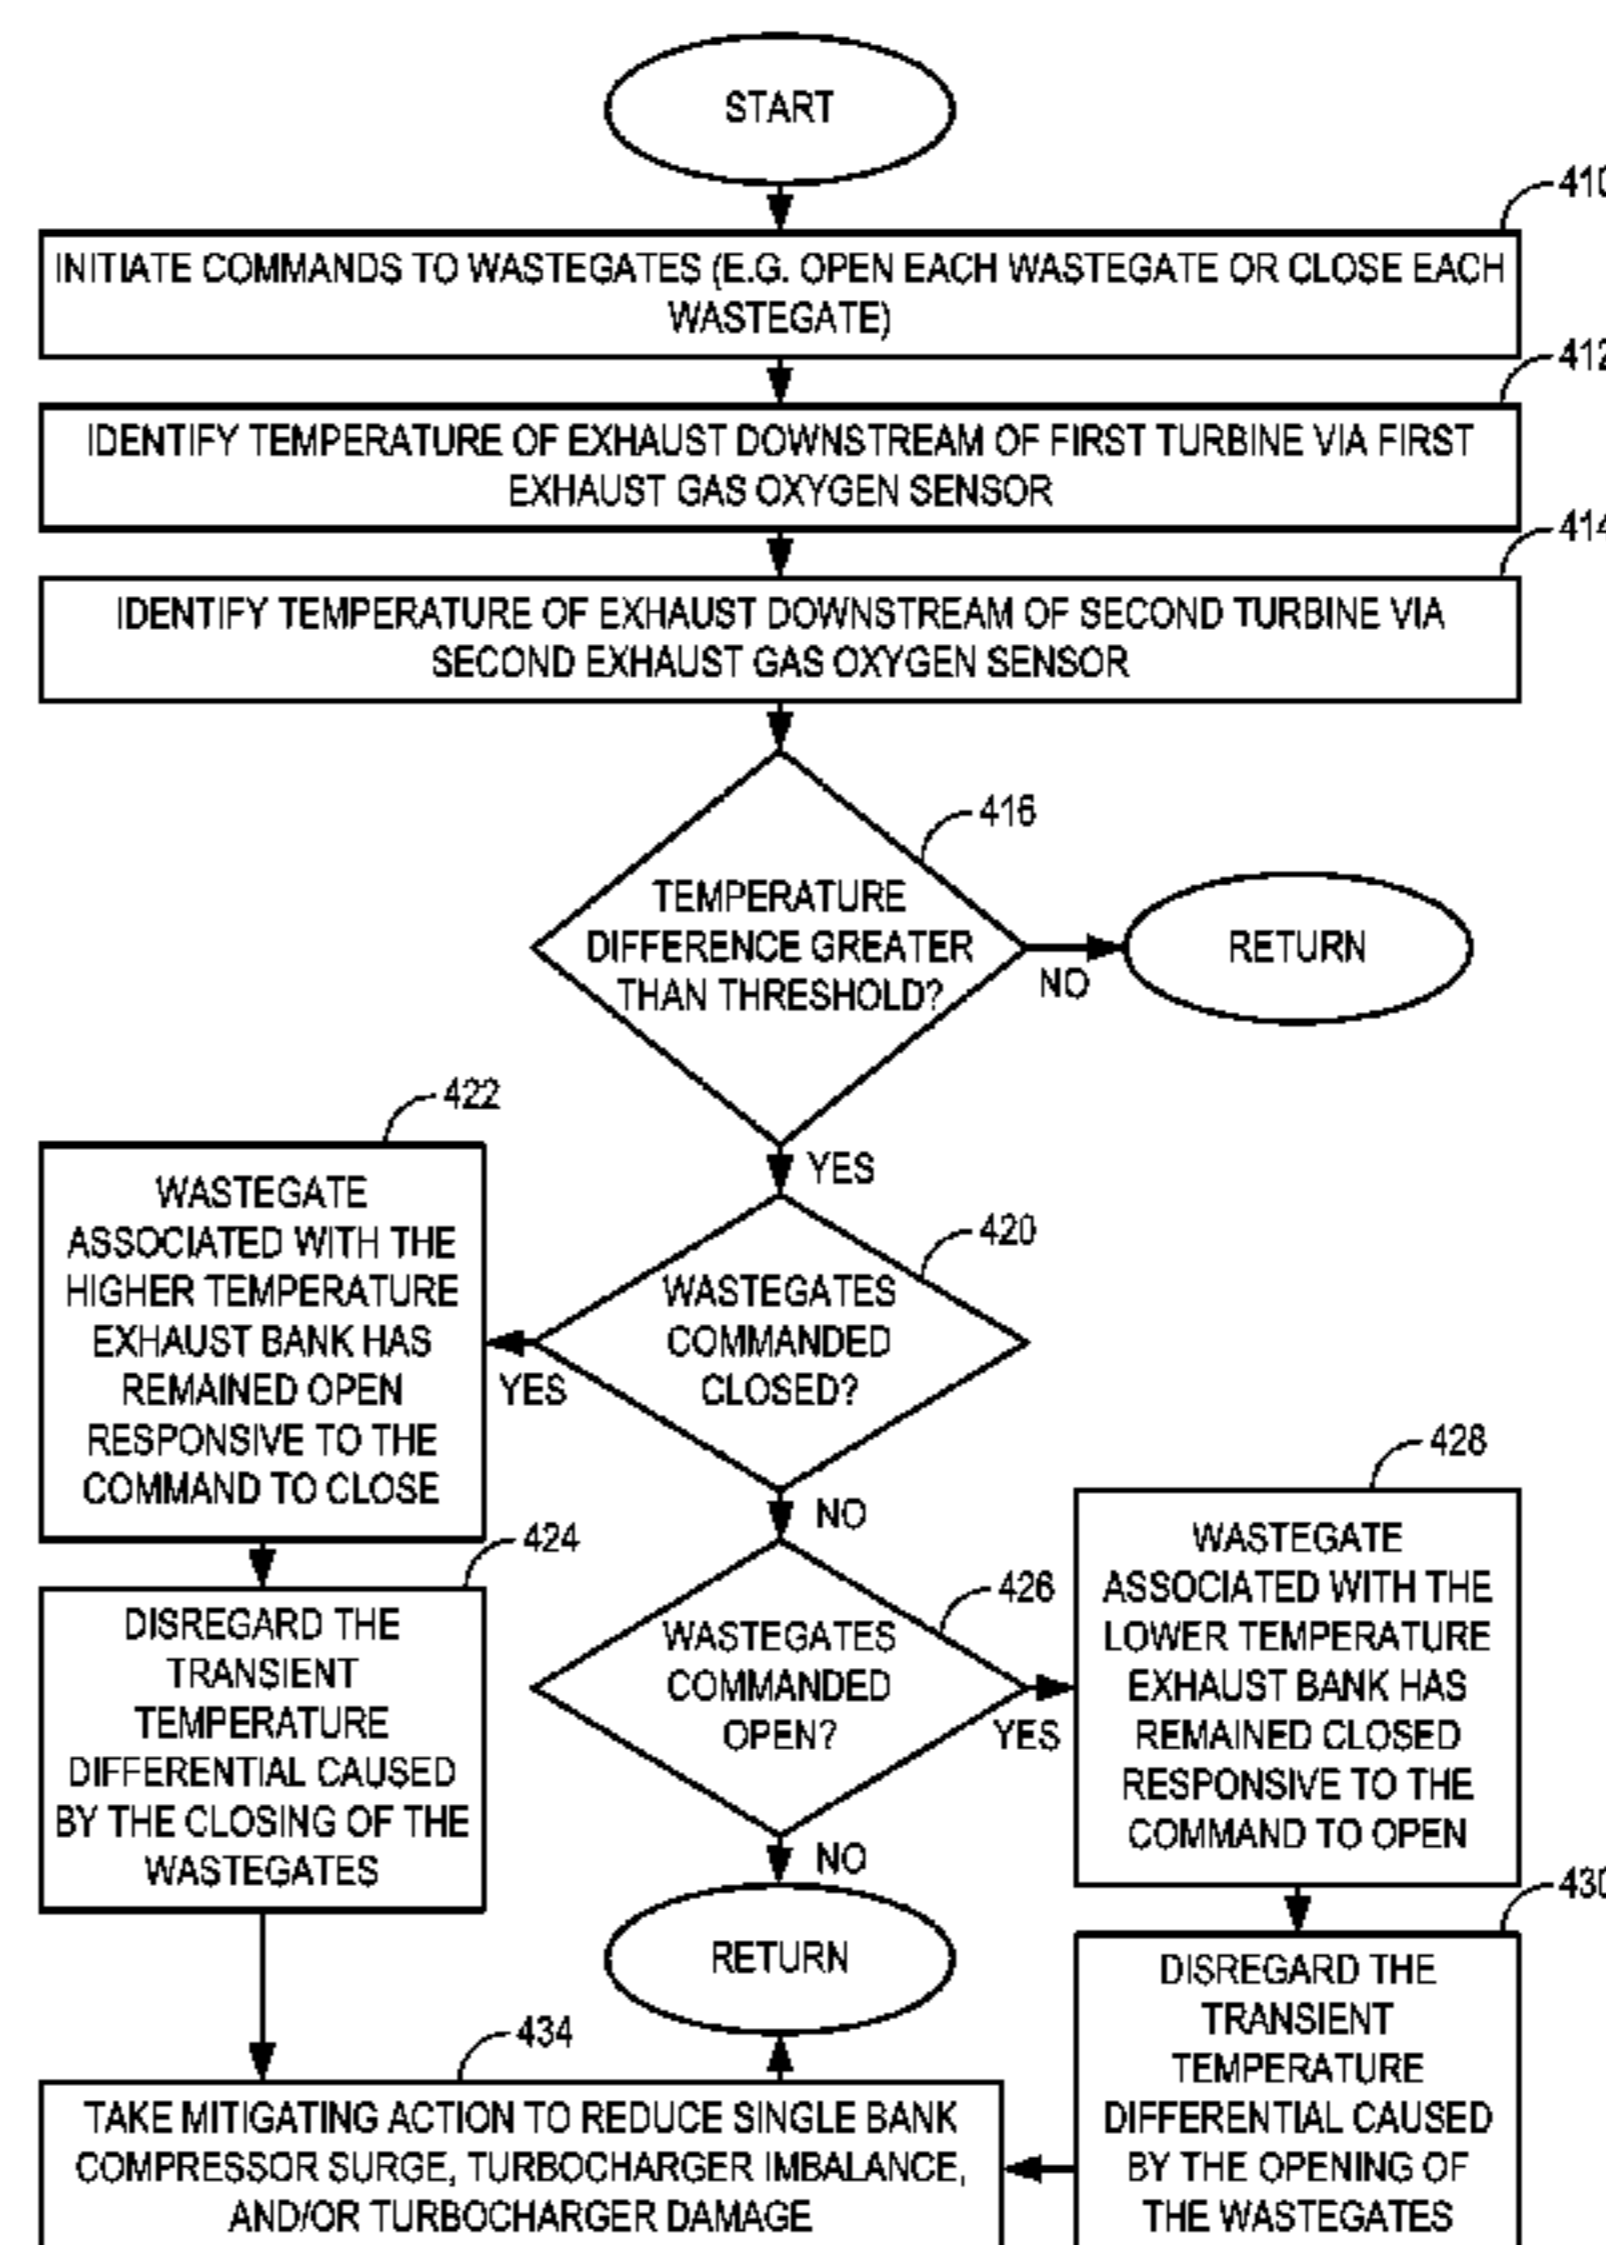 START
410
INITIATE COMMANDS TO WASTEGATES (E.G. OPEN EACH WASTEGATE OR CLOSE EACH
WASTEGATE)
412
IDENTIFY TEMPERATURE OF EXHAUST DOWNSTREAM OF FIRST TURBINE VIA FIRST
EXHAUST GAS OXYGEN SENSOR
414
IDENTIFY TEMPERATURE OF EXHAUST DOWNSTREAM OF SECOND TURBINE VIA
SECOND EXHAUST GAS OXYGEN SENSOR
416
TEMPERATURE
DIFFERENCE GREATER
THAN THRESHOLD?
NO
RETURN
YES
420
WASTEGATES
COMMANDED
CLOSED?
YES
422
WASTEGATE
ASSOCIATED WITH THE
HIGHER TEMPERATURE
EXHAUST BANK HAS
REMAINED OPEN
RESPONSIVE TO THE
COMMAND TO CLOSE
424
DISREGARD THE
TRANSIENT
TEMPERATURE
DIFFERENTIAL CAUSED
BY THE CLOSING OF THE
WASTEGATES
NO
426
WASTEGATES
COMMANDED
OPEN?
YES
428
WASTEGATE
ASSOCIATED WITH THE
LOWER TEMPERATURE
EXHAUST BANK HAS
REMAINED CLOSED
RESPONSIVE TO THE
COMMAND TO OPEN
NO
RETURN
430
DISREGARD THE
TRANSIENT
TEMPERATURE
DIFFERENTIAL CAUSED
BY THE OPENING OF
THE WASTEGATES
434
TAKE MITIGATING ACTION TO REDUCE SINGLE BANK
COMPRESSOR SURGE, TURBOCHARGER IMBALANCE,
AND/OR TURBOCHARGER DAMAGE